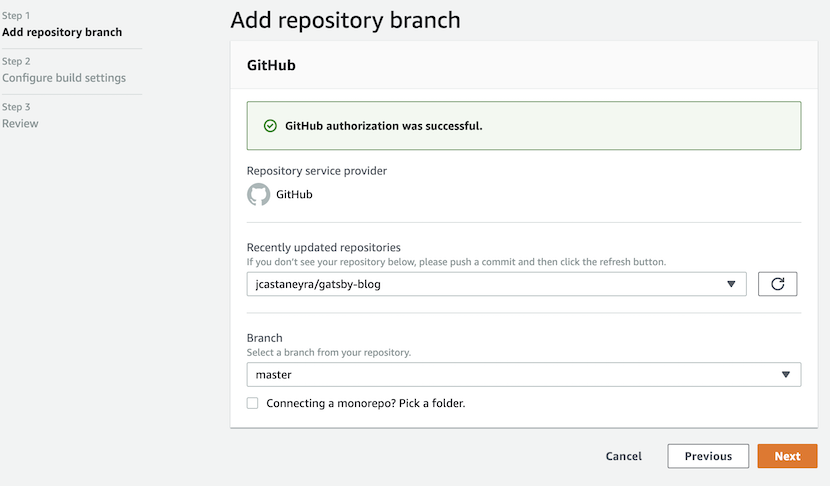 Step 1
Add repository branch
Step 2
Configure build settings
Step 3
Review
Add repository branch
GitHub
GitHub authorization was successful.
Repository service provider
GitHub
Recently updated repositories
If you don't see your repository below, please push a commit and then click the refresh button.
jcastaneyra/gatsby-blog
Branch
Select a branch from your repository.
master
Connecting a monorepo? Pick a folder.
Cancel
Previous
Next